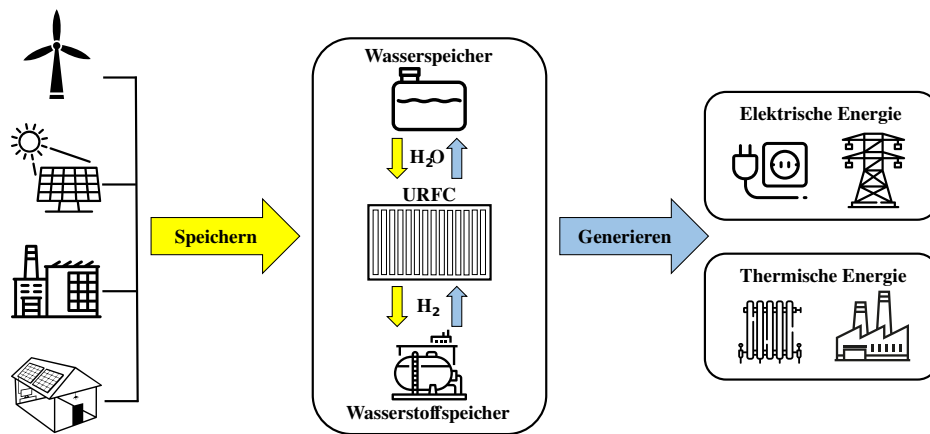 Wasserspeicher
H₂O
URFC
Speichern
H₂
Wasserstoffspeicher
Generieren
Elektrische Energie
Thermische Energie